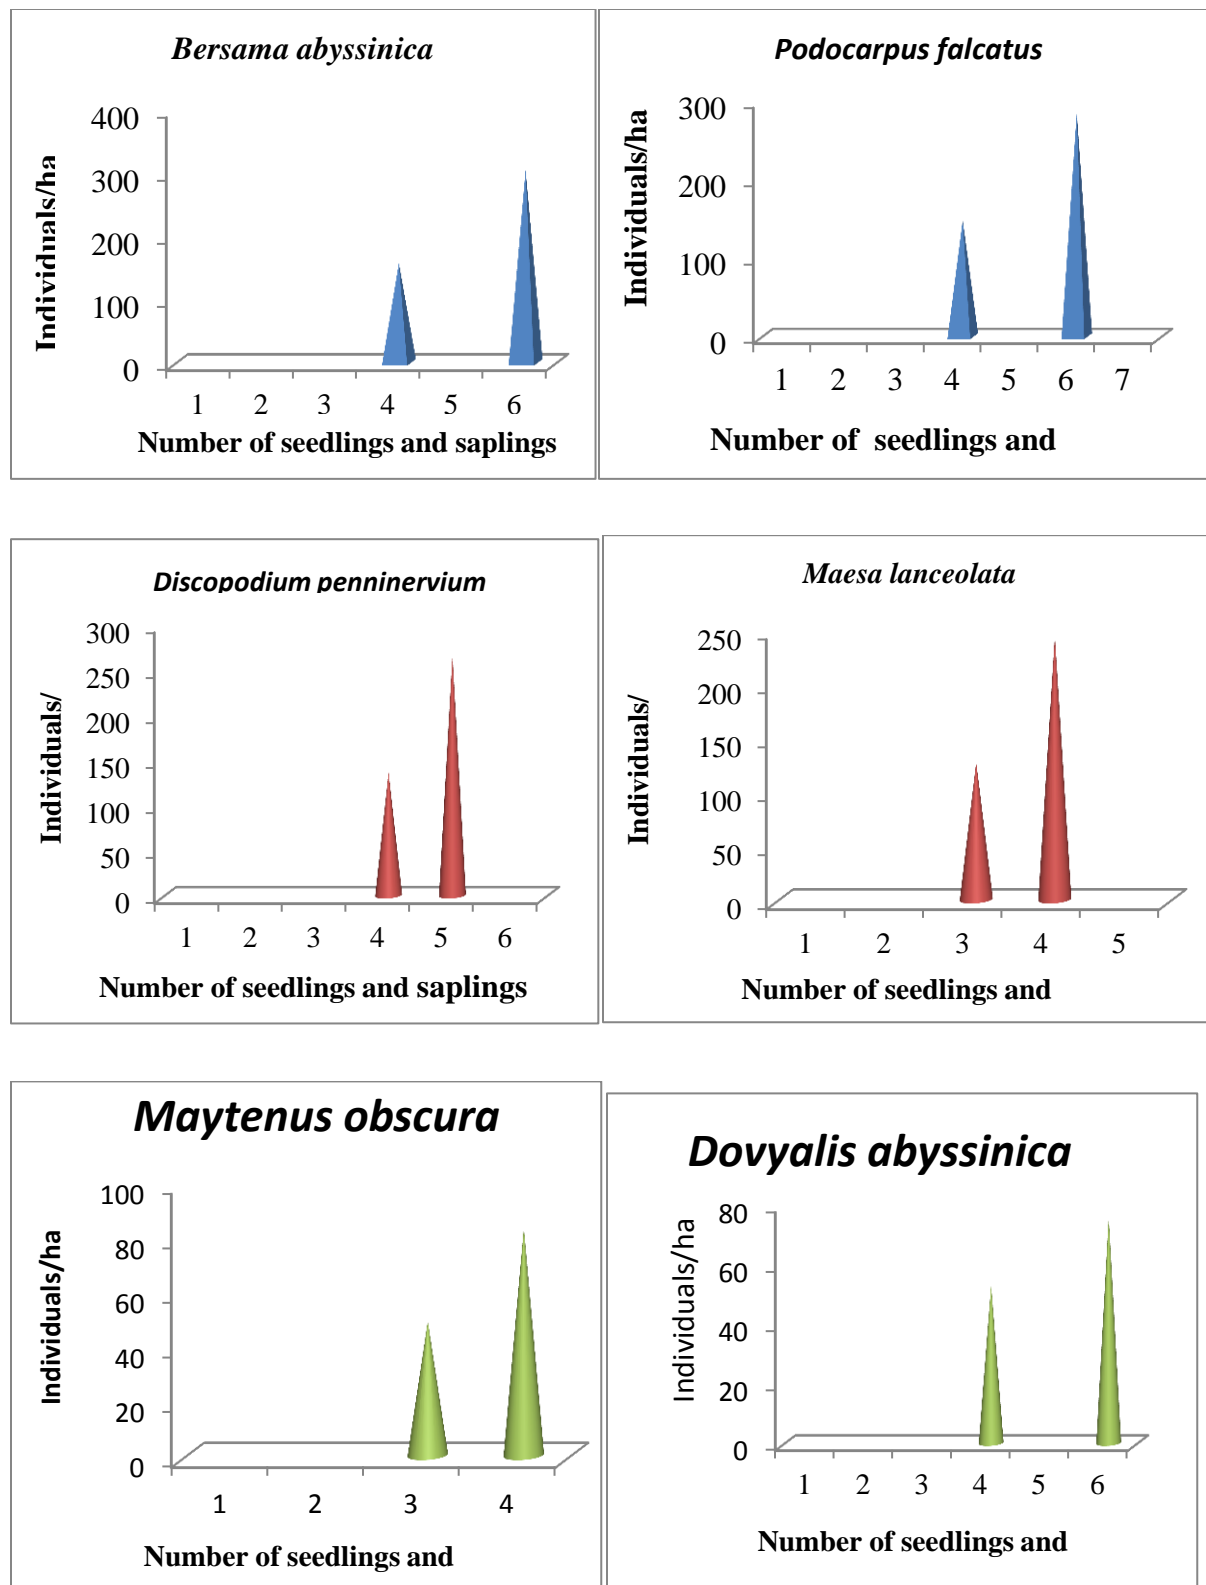 Bersama abyssinica
Individuals/ha
400
300
200
100
0
1 2 3 4 5 6
Number of seedlings and saplings
Podocarpus falcatus
Individuals/ha
300
200
100
0
1 2 3 4 5 6 7
Number of seedlings and
Discopodium penninervium
Individuals/
300
250
200
150
100
50
0
1 2 3 4 5 6
Number of seedlings and saplings
Maesa lanceolata
Individuals/
250
200
150
100
50
0
1 2 3 4 5
Number of seedlings and
Maytenus obscura
Individuals/ha
100
80
60
40
20
0
1 2 3 4
Number of seedlings and
Dovyalis abyssinica
Individuals/ha
80
60
40
20
0
1 2 3 4 5 6
Number of seedlings and